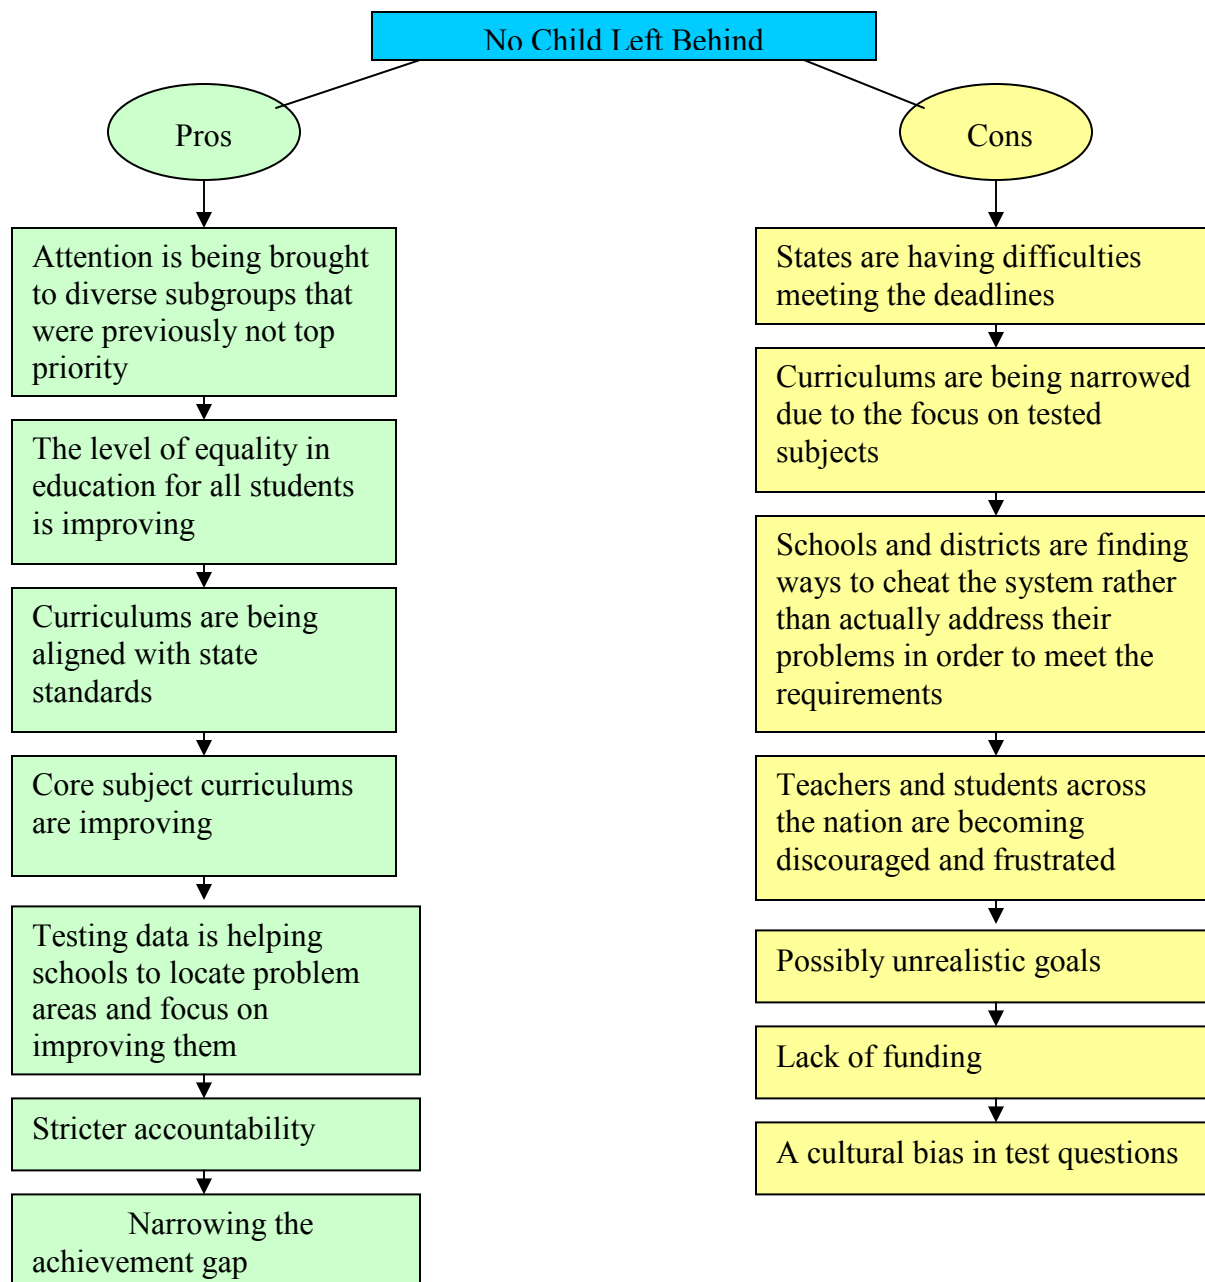 No Child Left Behind
Pros
Attention is being brought
to diverse subgroups that
were previously not top
priority
The level of equality in
education for all students
is improving
Curriculums are being
aligned with state
standards
Core subject curriculums
are improving
Testing data is helping
schools to locate problem
areas and focus on
improving them
Stricter accountability
Narrowing the
achievement gap
Cons
States are having difficulties
meeting the deadlines
Curriculums are being narrowed
due to the focus on tested
subjects
Schools and districts are finding
ways to cheat the system rather
than actually address their
problems in order to meet the
requirements
Teachers and students across
the nation are becoming
discouraged and frustrated
Possibly unrealistic goals
Lack of funding
A cultural bias in test questions